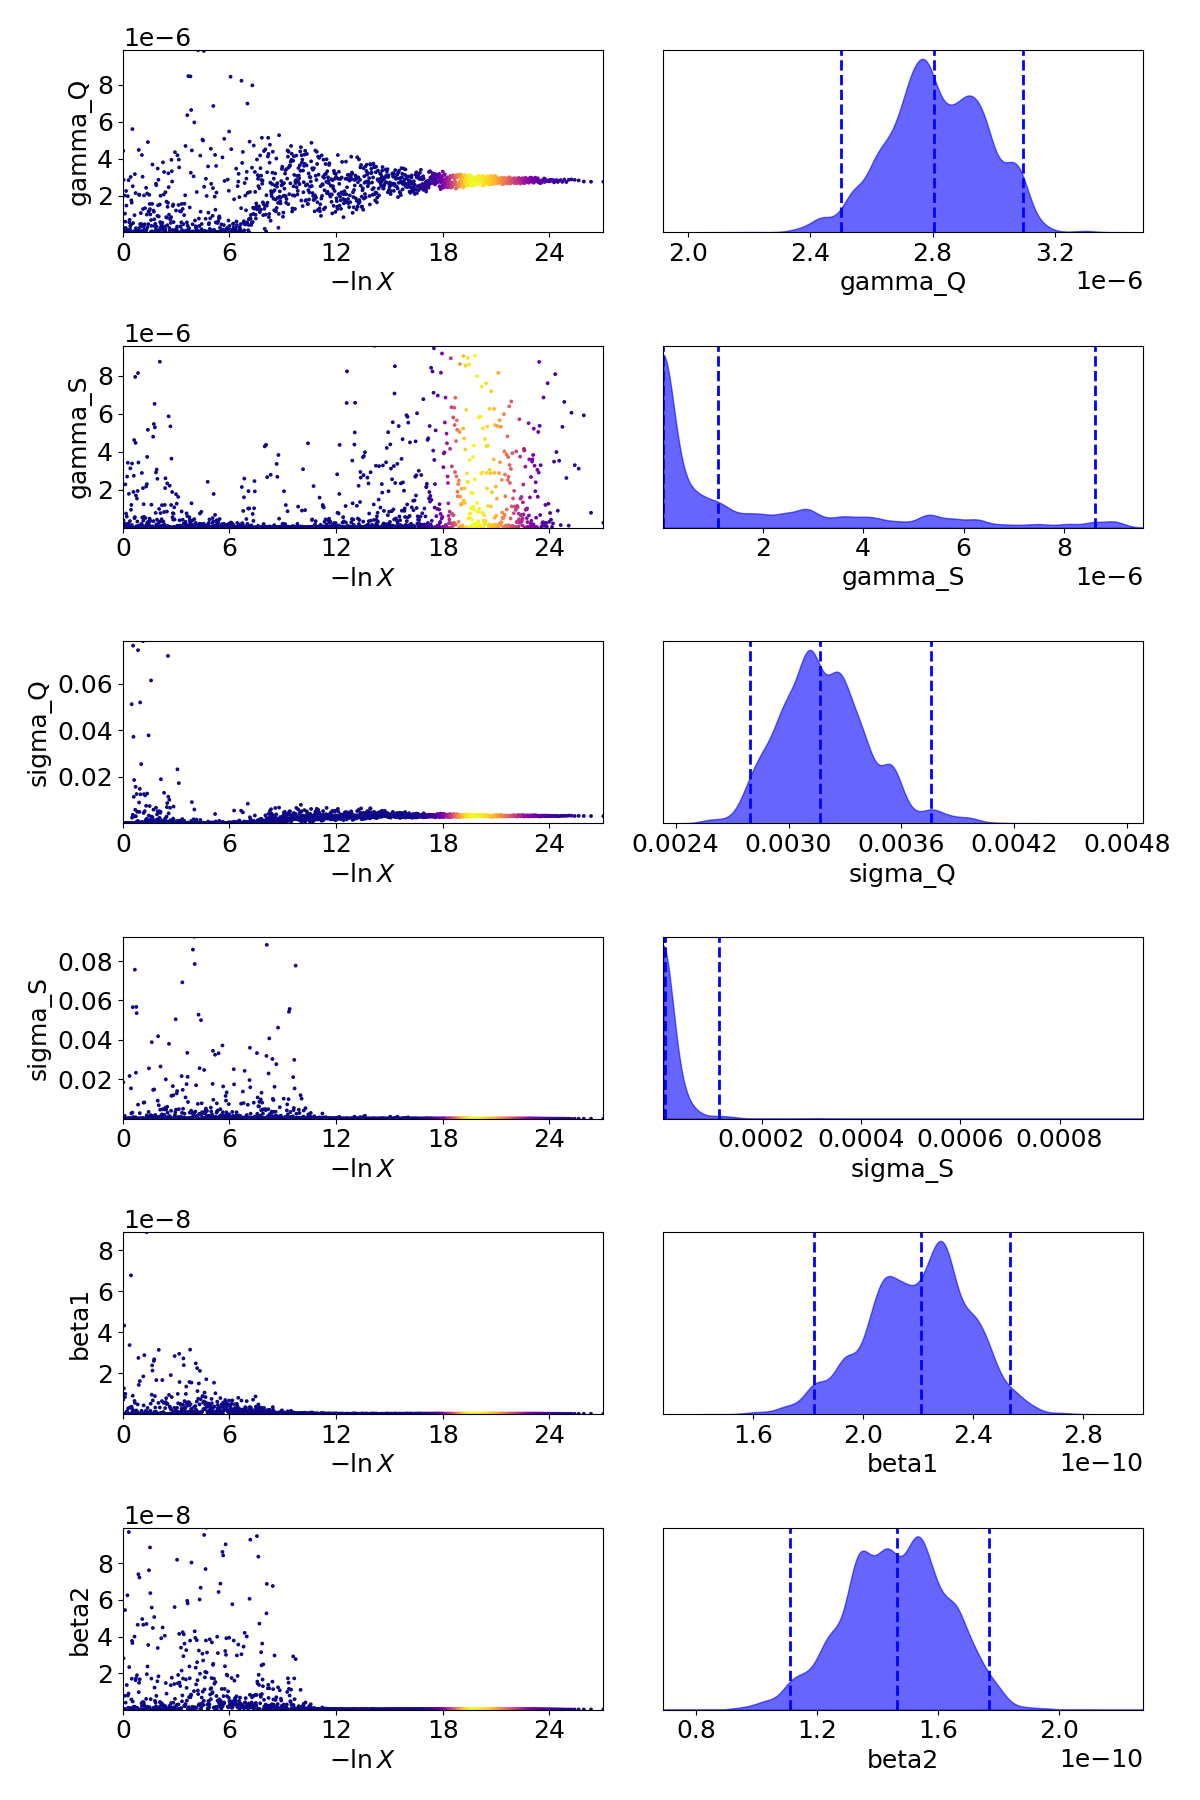 1e−6
8
6
4
2
gamma_Q
0 6 12 18 24
−ln X
2.0 2.4 2.8 3.2
gamma_Q 1e−6
1e−6
8
6
4
2
gamma_S
0 6 12 18 24
−ln X
2 4 6 8
gamma_S 1e−6
0.06
0.04
0.02
sigma_Q
0 6 12 18 24
−ln X
0.0024 0.0030 0.0036 0.0042 0.0048
sigma_Q
0.08
0.06
0.04
0.02
sigma_S
0 6 12 18 24
−ln X
0.0002 0.0004 0.0006 0.0008
sigma_S
1e−8
8
6
4
2
beta1
0 6 12 18 24
−ln X
1.6 2.0 2.4 2.8
beta1 1e−10
1e−8
8
6
4
2
beta2
0 6 12 18 24
−ln X
0.8 1.2 1.6 2.0
beta2 1e−10